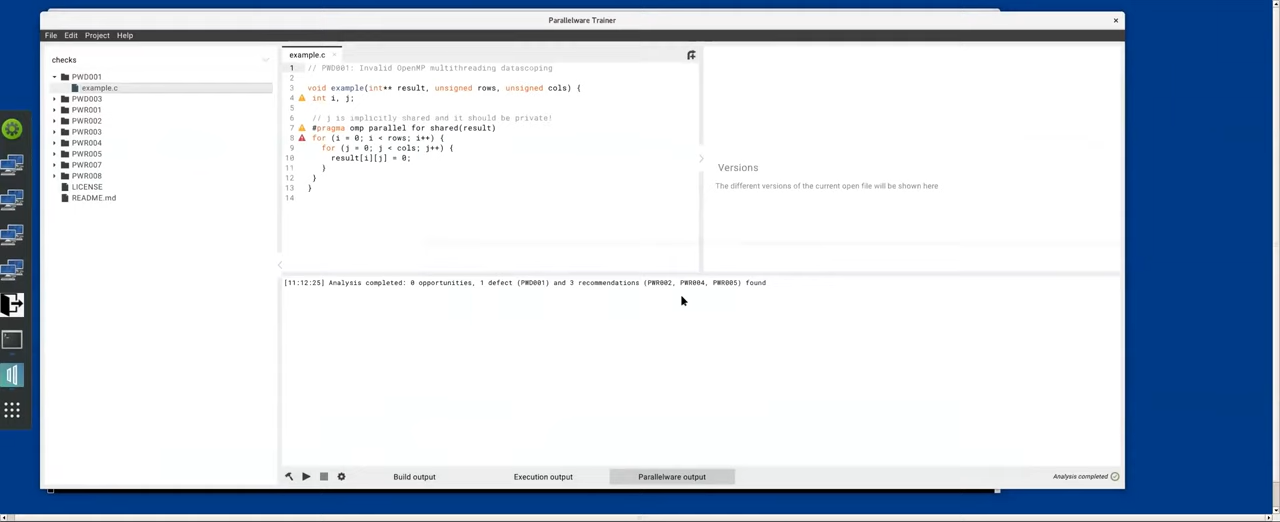 Parallelware Trainer
File Edit Project Help
checks
PWD001
example.c
PWD003
PWR001
PWR002
PWR003
PWR004
PWR005
PWR007
PWR008
LICENSE
README.md
example.c
1 // PWD001: Invalid OpenMP multithreading datascoping
2
3 void example(int** result, unsigned rows, unsigned cols) {
4 int i, j;
5
6 // j is implicitly shared and it should be private!
7 #pragma omp parallel for shared(result)
8 for (i = 0; i < rows; i++) {
9 for (j = 0; j < cols; j++) {
10 result[i][j] = 0;
11 }
12 }
13 }
14
Versions
The different versions of the current open file will be shown here
[11:12:25] Analysis completed: 0 opportunities, 1 defect (PWD001) and 3 recommendations (PWR002, PWR004, PWR005) found
Build output Execution output Parallelware output Analysis completed